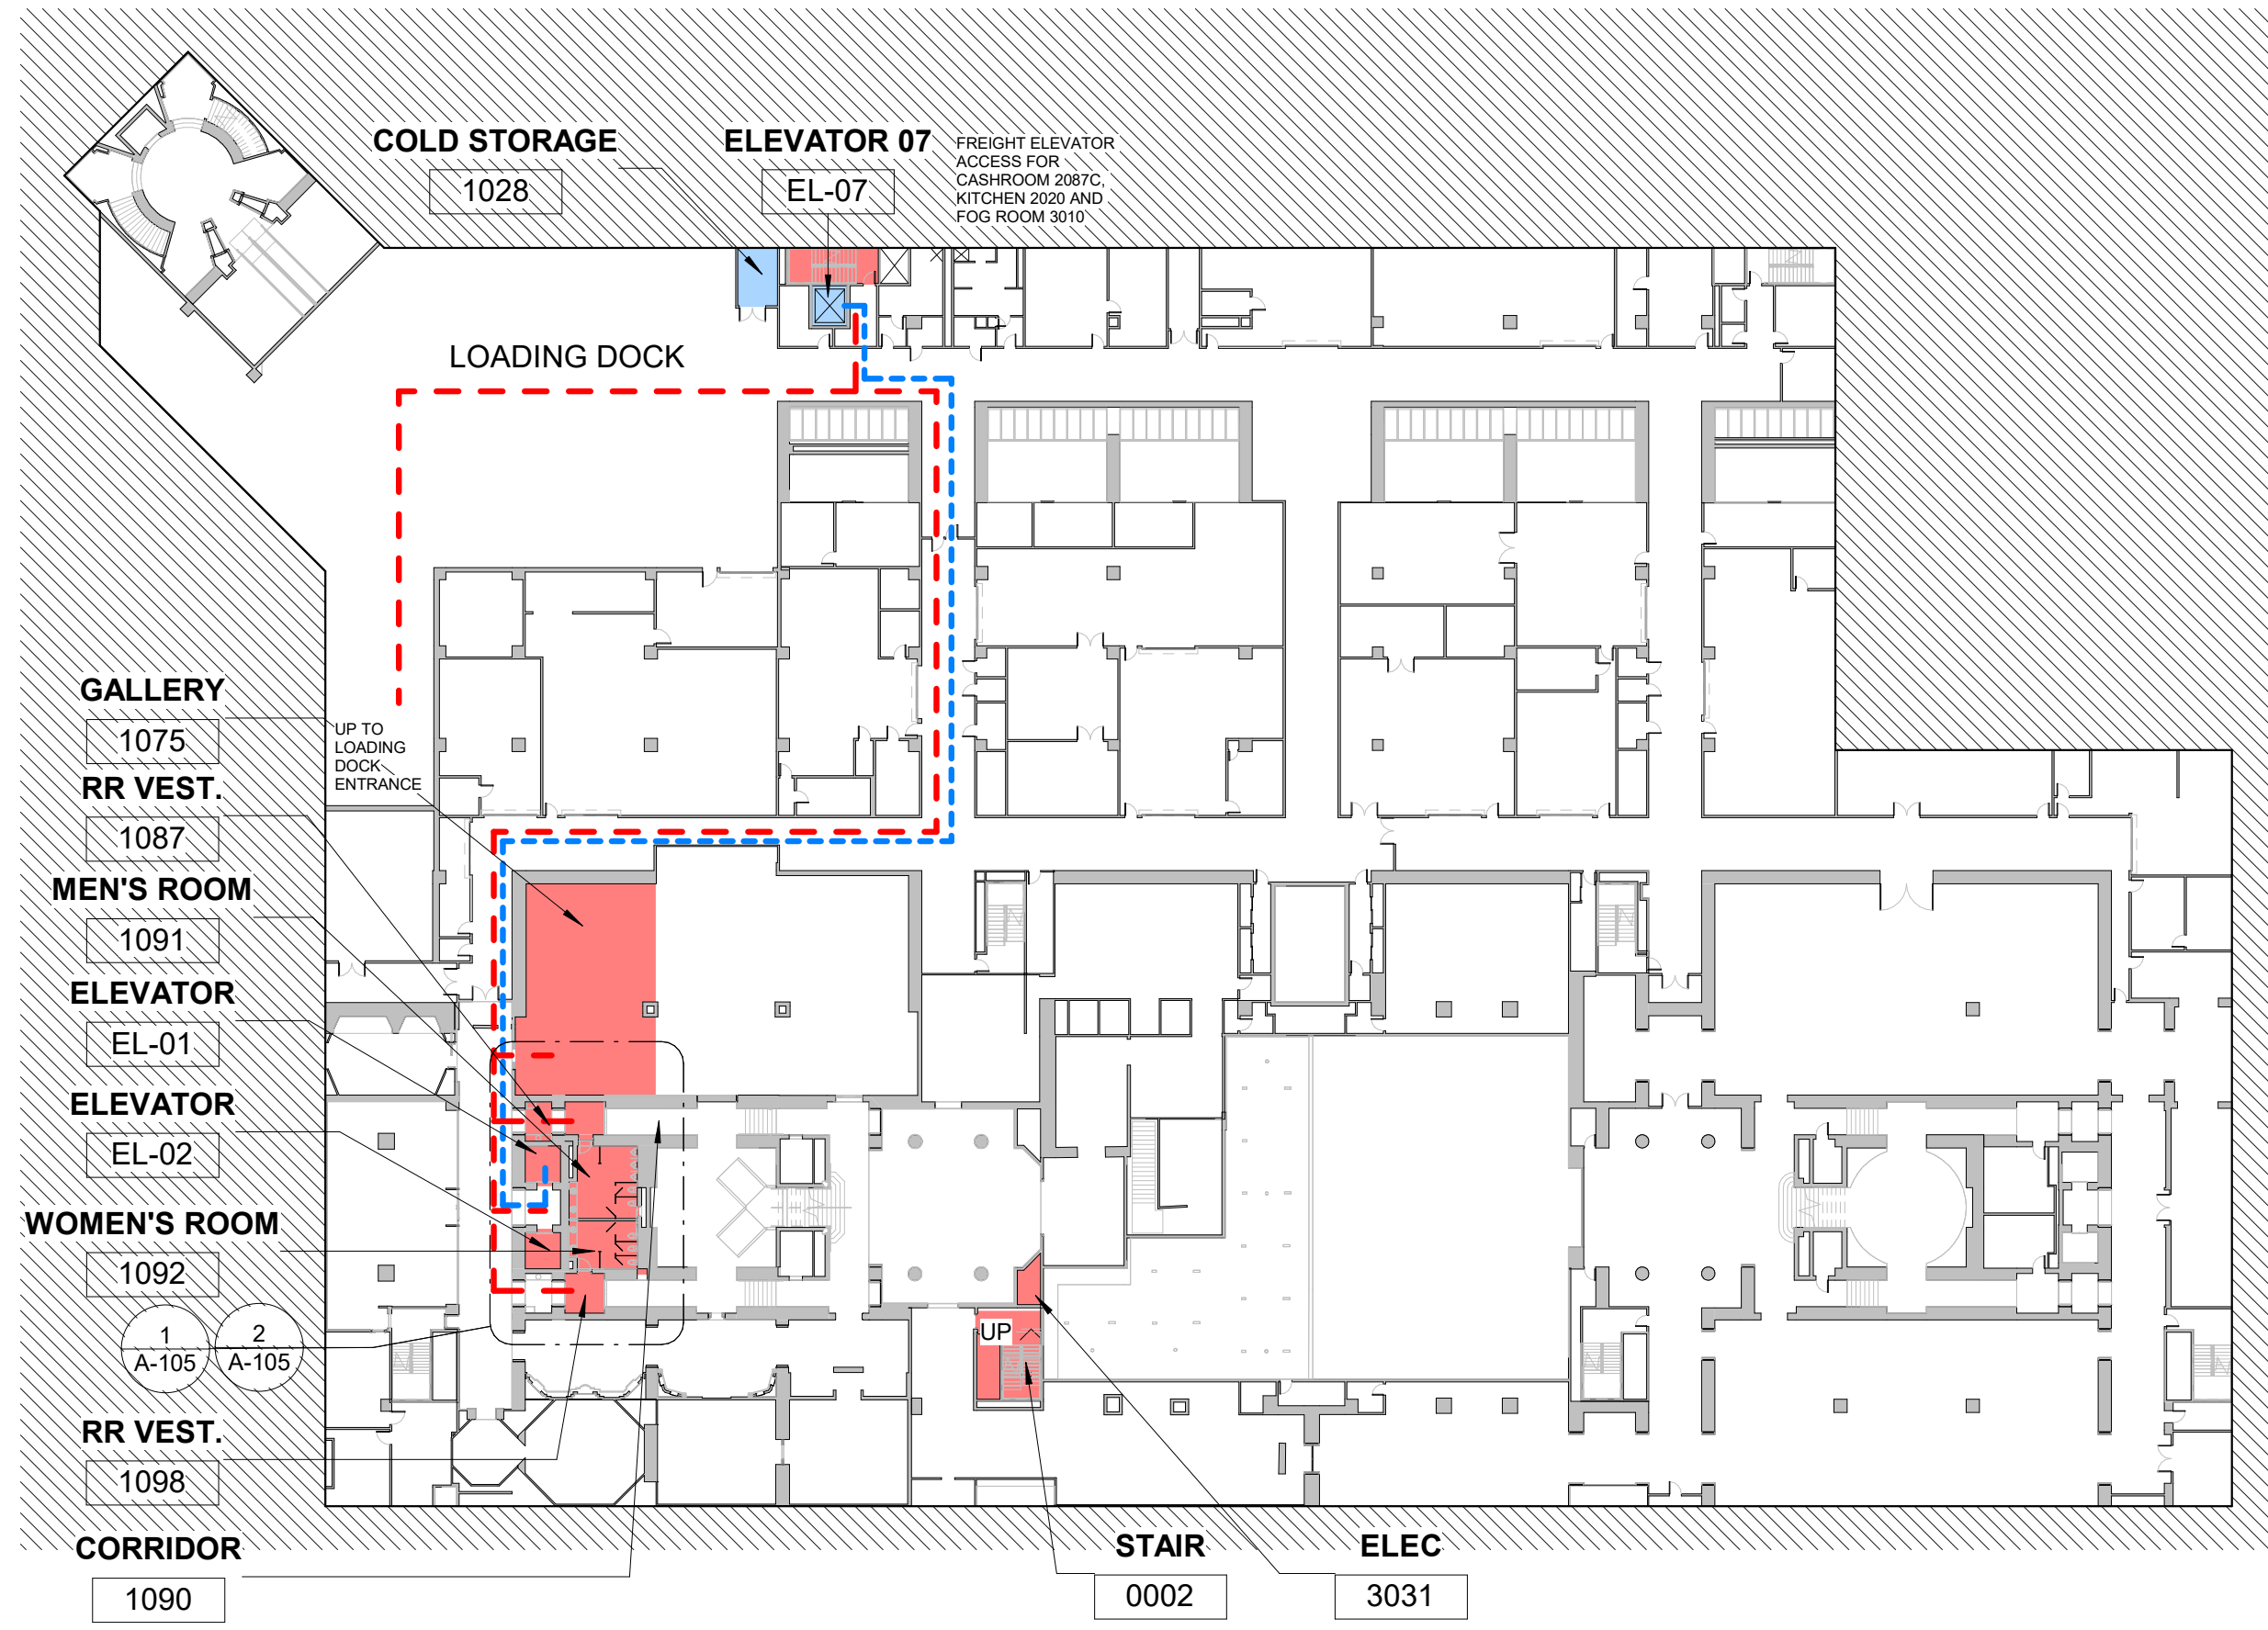 COLD STORAGE
1028
ELEVATOR 07
EL-07
FREIGHT ELEVATOR
ACCESS FOR
CASHROOM 2087C,
KITCHEN 2020 AND
FOG ROOM 3010
LOADING DOCK
GALLERY
1075
UP TO
LOADING
DOCK
ENTRANCE
RR VEST.
1087
MEN'S ROOM
1091
ELEVATOR
EL-01
ELEVATOR
EL-02
WOMEN'S ROOM
1092
1
A-105
2
A-105
UP
RR VEST.
1098
CORRIDOR
1090
STAIR
0002
ELEC
3031